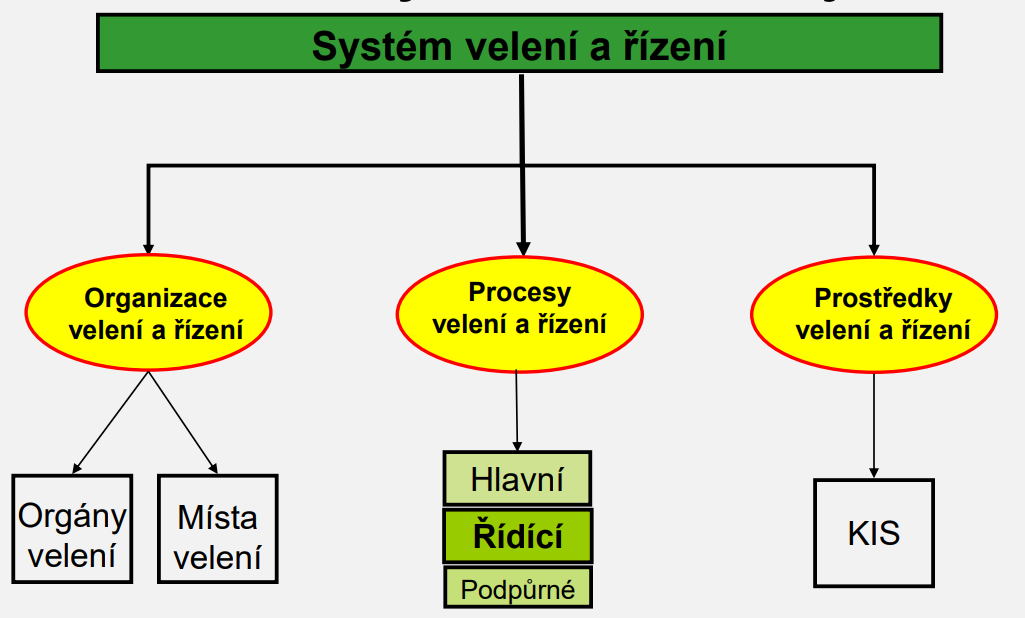 Systém velení a řízení
Organizace
velení a řízení
Procesy
velení a řízení
Prostředky
velení a řízení
Orgány
velení
Místa
velení
Hlavní
Řídící
Podpůrné
KIS